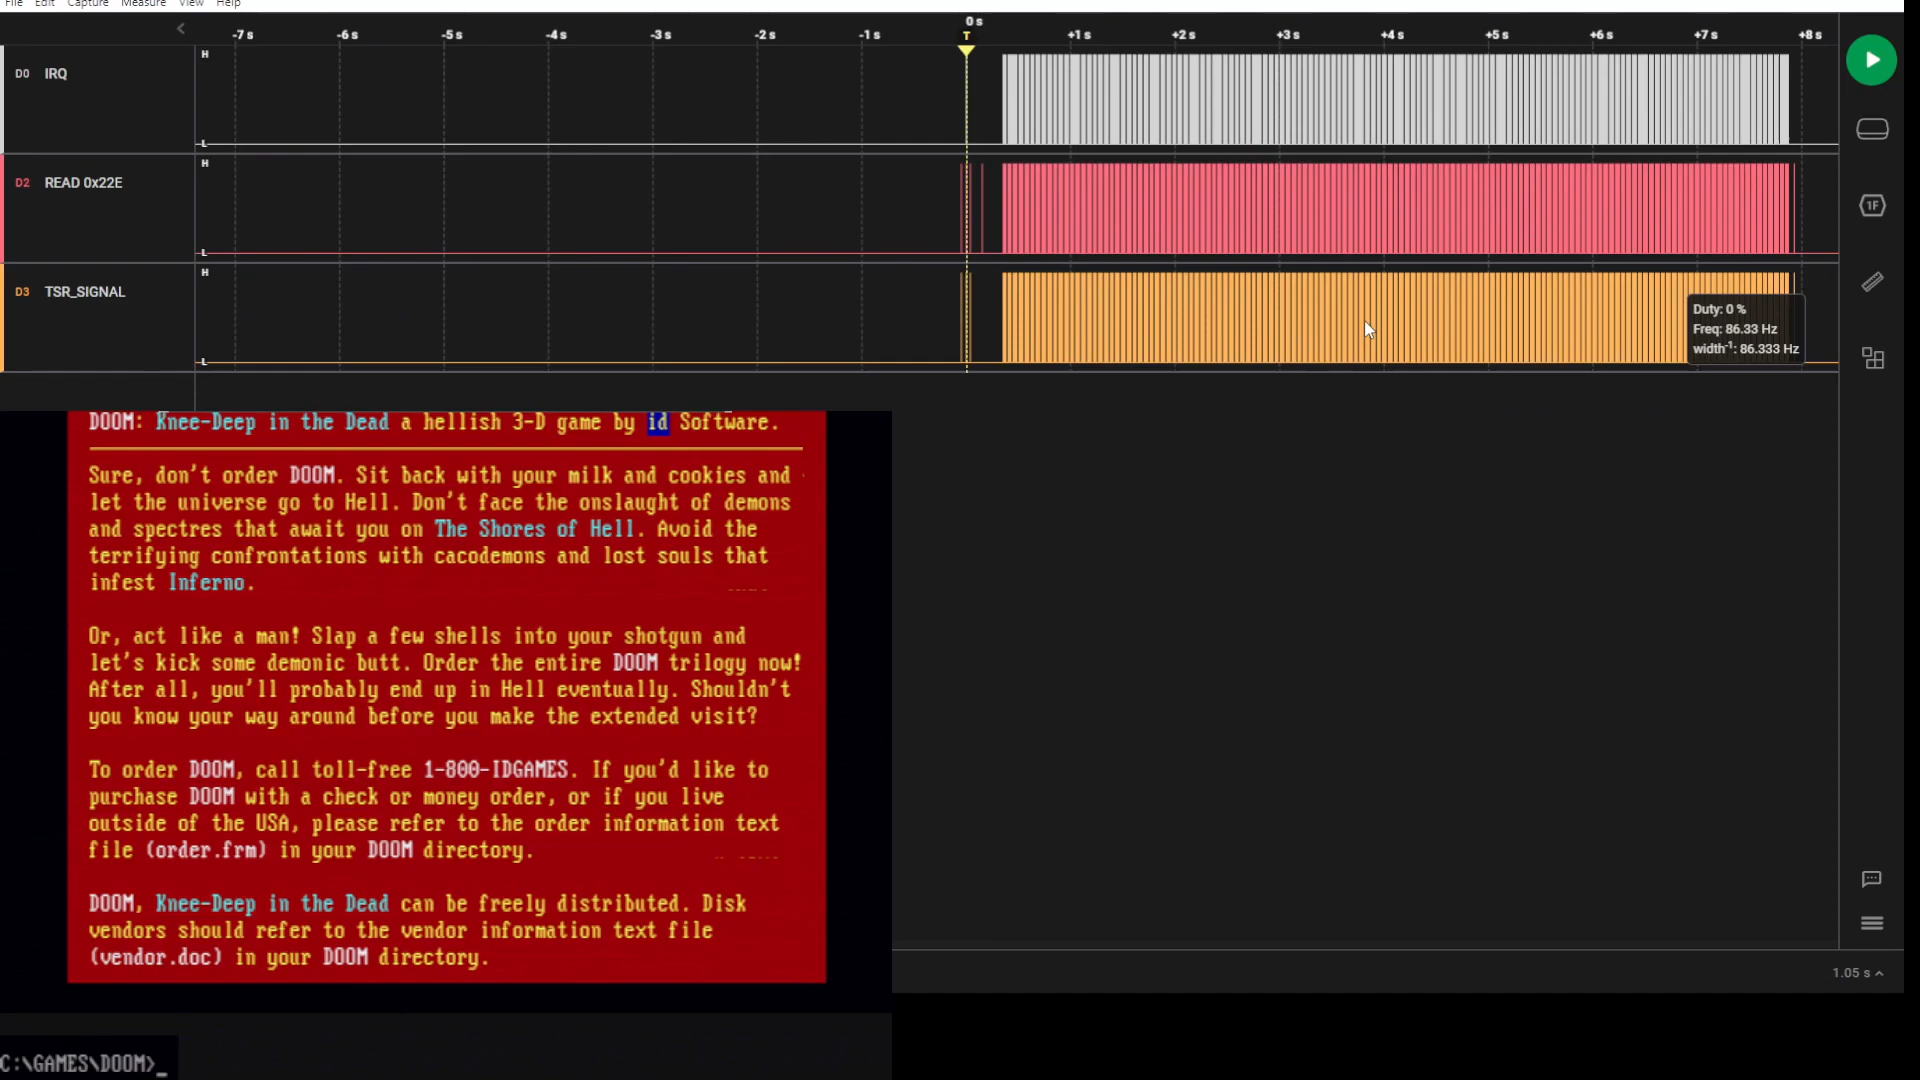 File Edit Capture Measure View Help
0 s
-7 s -6 s -5 s -4 s -3 s -2 s -1 s T +1 s +2 s +3 s +4 s +5 s +6 s +7 s +8 s
H
D0 IRQ
L
H
D2 READ 0x22E
L
H
D3 TSR_SIGNAL
L
Duty: 0 %
Freq: 86.33 Hz
width-1: 86.333 Hz
1F
DOOM: Knee-Deep in the Dead a hellish 3-D game by id Software.
Sure, don't order DOOM. Sit back with your milk and cookies and
let the universe go to Hell. Don't face the onslaught of demons
and spectres that await you on The Shores of Hell. Avoid the
terrifying confrontations with cacodemons and lost souls that
infest Inferno.
Or, act like a man! Slap a few shells into your shotgun and
let's kick some demonic butt. Order the entire DOOM trilogy now!
After all, you'll probably end up in Hell eventually. Shouldn't
you know your way around before you make the extended visit?
To order DOOM, call toll-free 1-800-IDGAMES. If you'd like to
purchase DOOM with a check or money order, or if you live
outside of the USA, please refer to the order information text
file (order.frm) in your DOOM directory.
DOOM, Knee-Deep in the Dead can be freely distributed. Disk
vendors should refer to the vendor information text file
(vendor.doc) in your DOOM directory.
1.05 s
C:\GAMES\DOOM>_